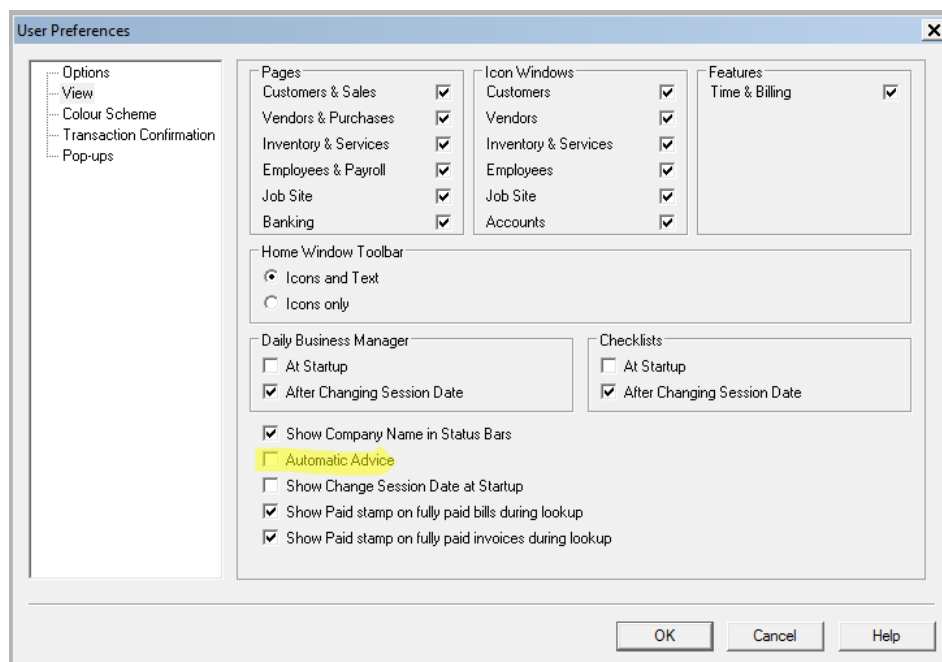 User Preferences
Options
View
Colour Scheme
Transaction Confirmation
Pop-ups
Pages
Customers & Sales
Vendors & Purchases
Inventory & Services
Employees & Payroll
Job Site
Banking
Icon Windows
Customers
Vendors
Inventory & Services
Employees
Job Site
Accounts
Features
Time & Billing
Home Window Toolbar
Icons and Text
Icons only
Daily Business Manager
At Startup
After Changing Session Date
Checklists
At Startup
After Changing Session Date
Show Company Name in Status Bars
Automatic Advice
Show Change Session Date at Startup
Show Paid stamp on fully paid bills during lookup
Show Paid stamp on fully paid invoices during lookup
OK
Cancel
Help